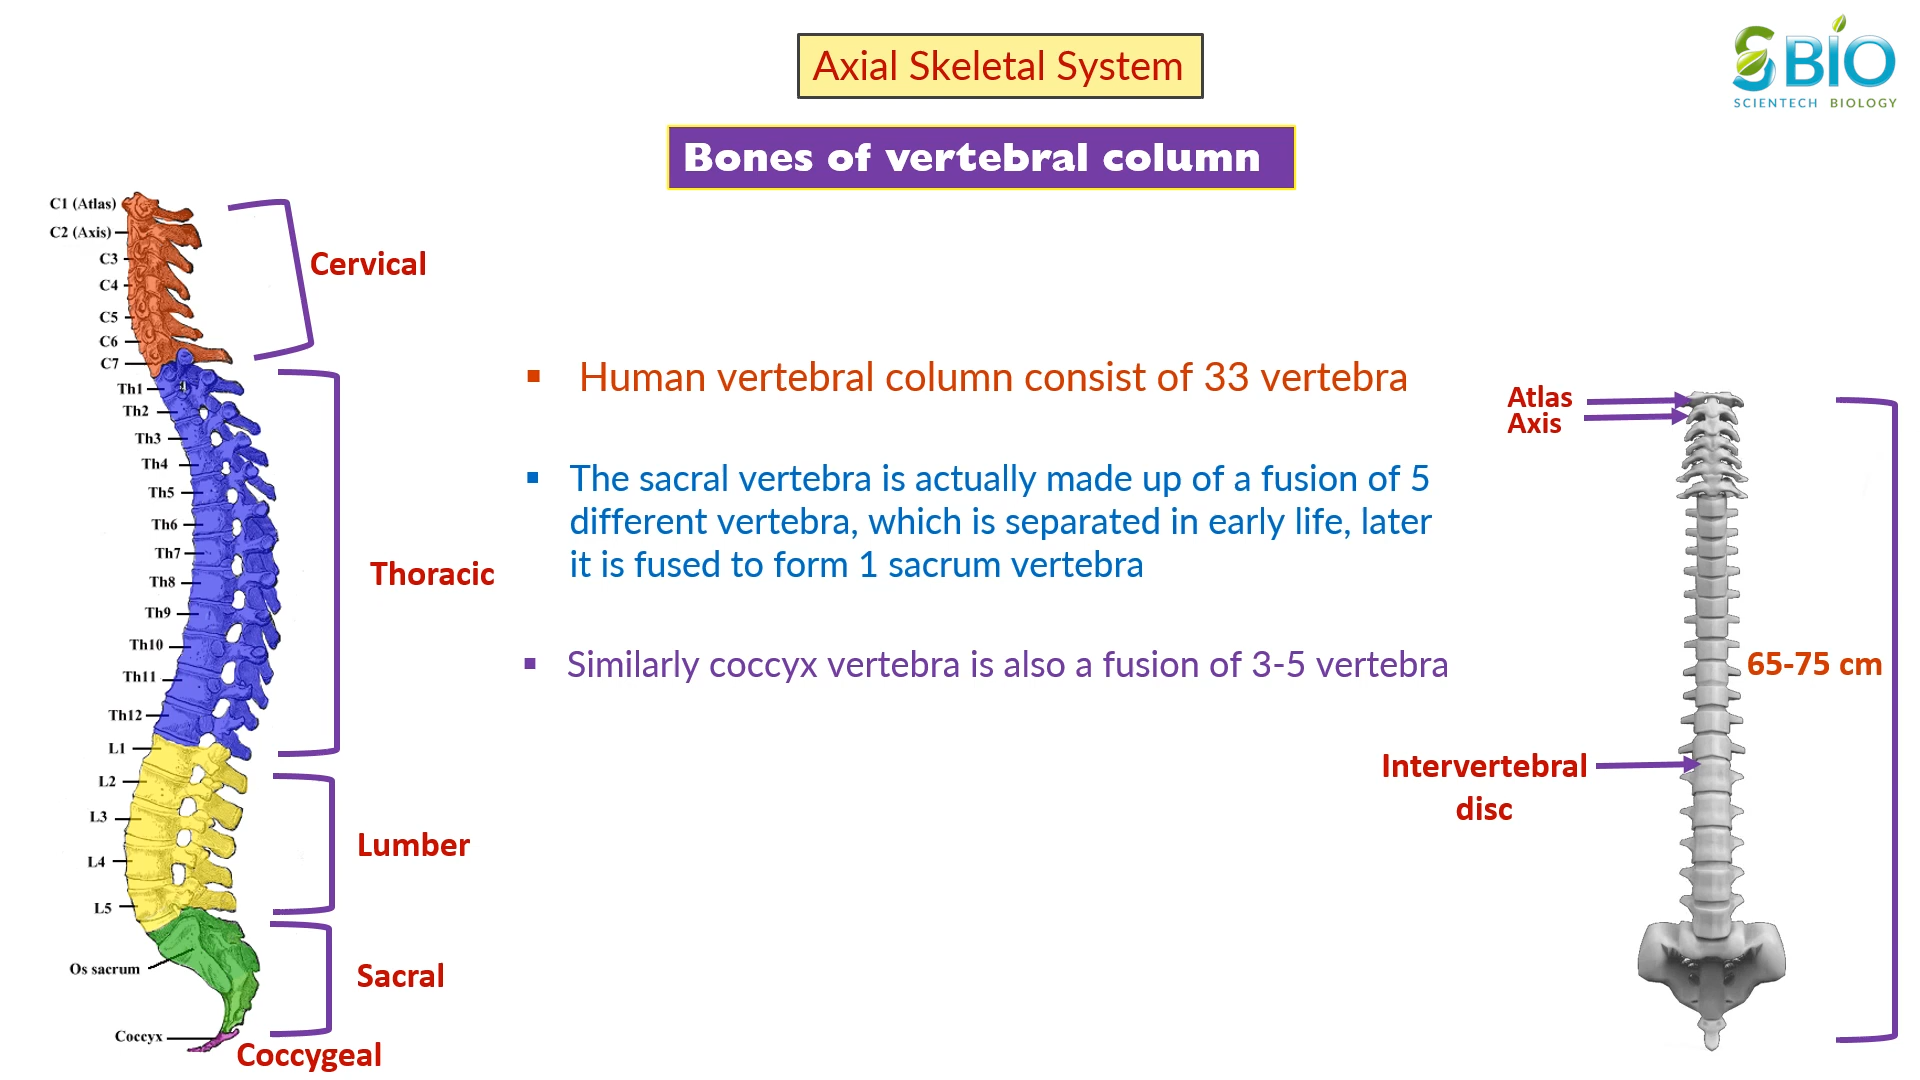 Axial Skeletal System
SBIO
SCIENTECH BIOLOGY
Bones of vertebral column
C1 (Atlas)
C2 (Axis)
C3
C4
C5
C6
C7
Th1
Th2
Th3
Th4
Th5
Th6
Th7
Th8
Th9
Th10
Th11
Th12
L1
L2
L3
L4
L5
Os sacrum
Coccyx
Cervical
Thoracic
Lumber
Sacral
Coccygeal
▪ Human vertebral column consist of 33 vertebra
▪ The sacral vertebra is actually made up of a fusion of 5
different vertebra, which is separated in early life, later
it is fused to form 1 sacrum vertebra
▪ Similarly coccyx vertebra is also a fusion of 3-5 vertebra
Atlas
Axis
65-75 cm
Intervertebral
disc